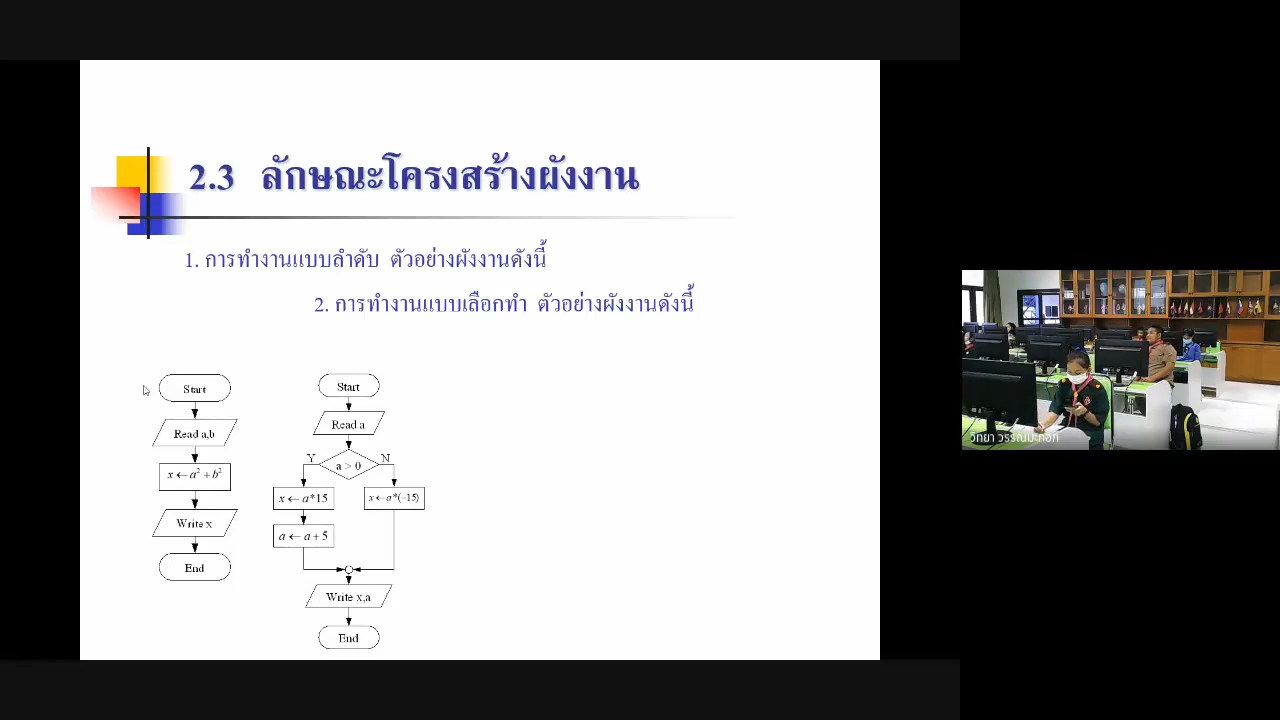 2.3 ลักษณะโครงสร้างผังงาน
1. การทำงานแบบลำดับ ตัวอย่างผังงานดังนี้
2. การทำงานแบบเลือกทำ ตัวอย่างผังงานดังนี้
Start
Read a,b
x ← a² + b²
Write x
End
Start
Read a
a > 0
Y
N
x ← a*15
x ← a*(−15)
a ← a + 5
Write x,a
End
วิทยา วรรณมะกอก